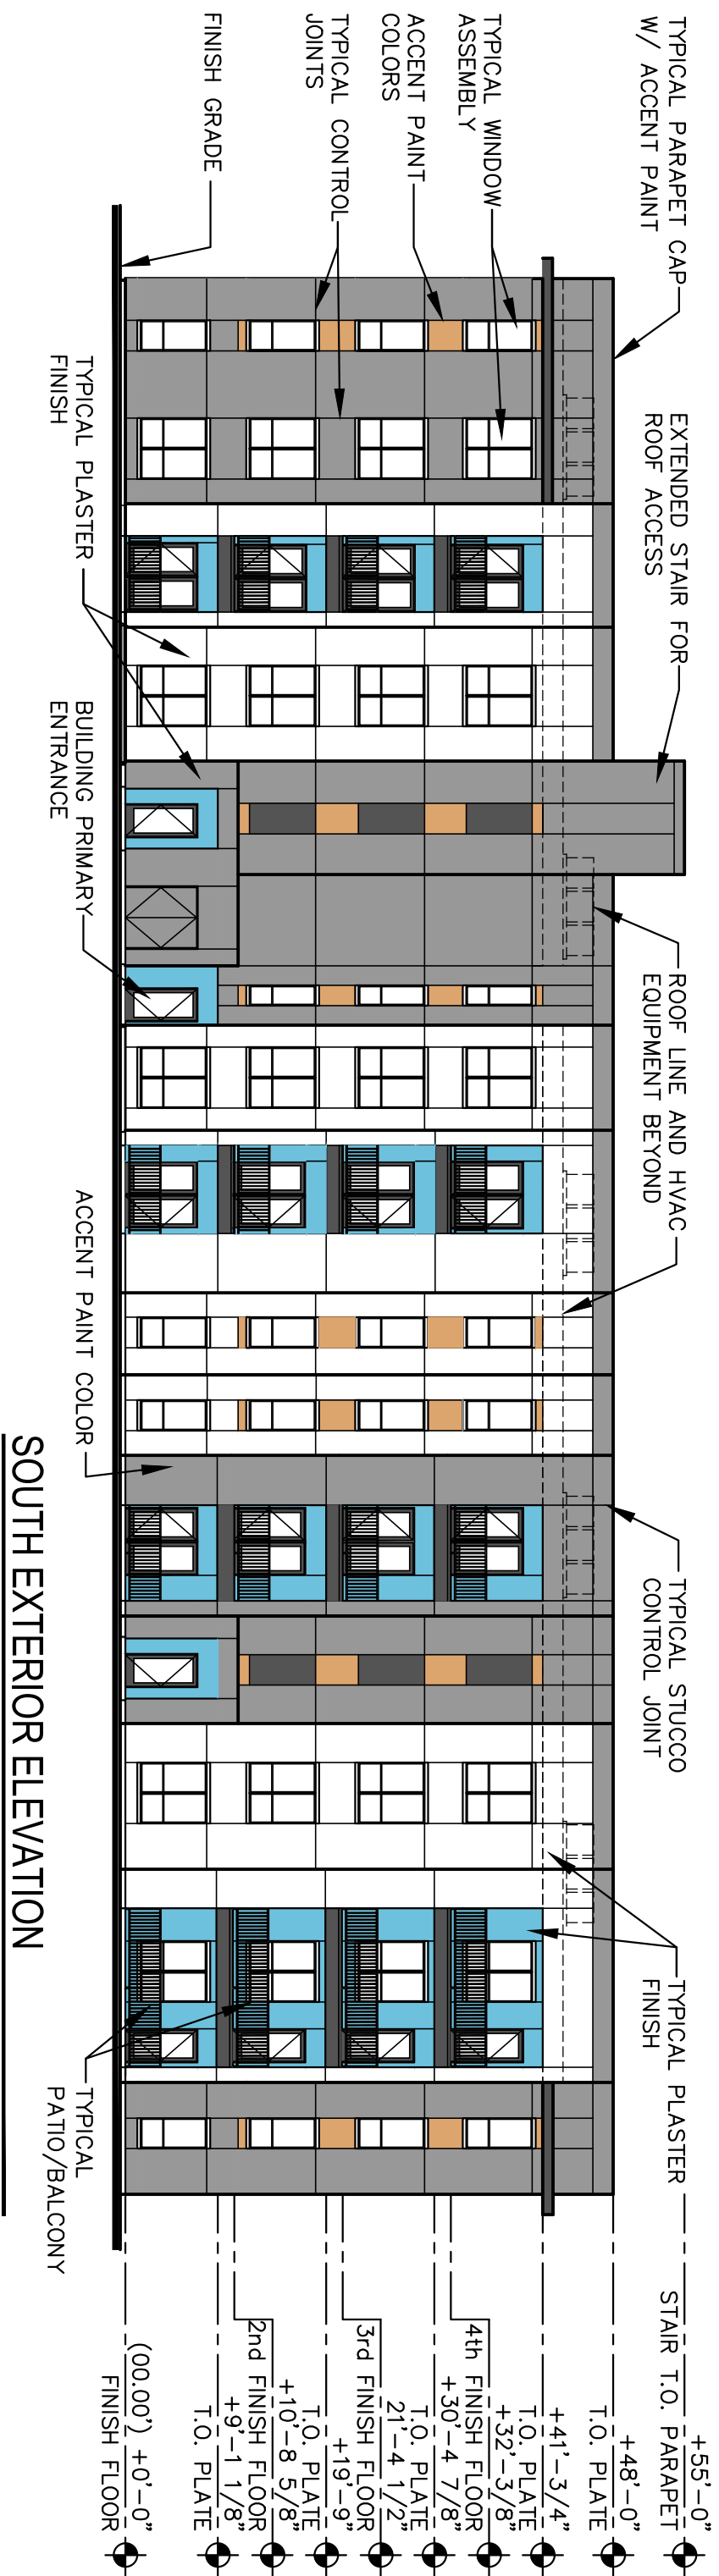 TYPICAL PARAPET CAP
W/ ACCENT PAINT
TYPICAL WINDOW
ASSEMBLY
ACCENT PAINT
COLORS
TYPICAL CONTROL
JOINTS
FINISH GRADE
EXTENDED STAIR FOR
ROOF ACCESS
ROOF LINE AND HVAC
EQUIPMENT BEYOND
TYPICAL STUCCO
CONTROL JOINT
TYPICAL PLASTER
FINISH
TYPICAL PLASTER
FINISH
BUILDING PRIMARY
ENTRANCE
ACCENT PAINT COLOR
TYPICAL
PATIO/BALCONY
+55'-0"
STAIR T.O. PARAPET
+48'-0"
T.O. PLATE
+41'-3/4"
T.O. PLATE
+32'-3/8"
4th FINISH FLOOR
+30'-4 7/8"
T.O. PLATE
21'-4 1/2"
3rd FINISH FLOOR
+19'-9"
T.O. PLATE
+10'-8 5/8"
2nd FINISH FLOOR
+9'-1 1/8"
T.O. PLATE
(00.00') +0'-0"
FINISH FLOOR
SOUTH EXTERIOR ELEVATION